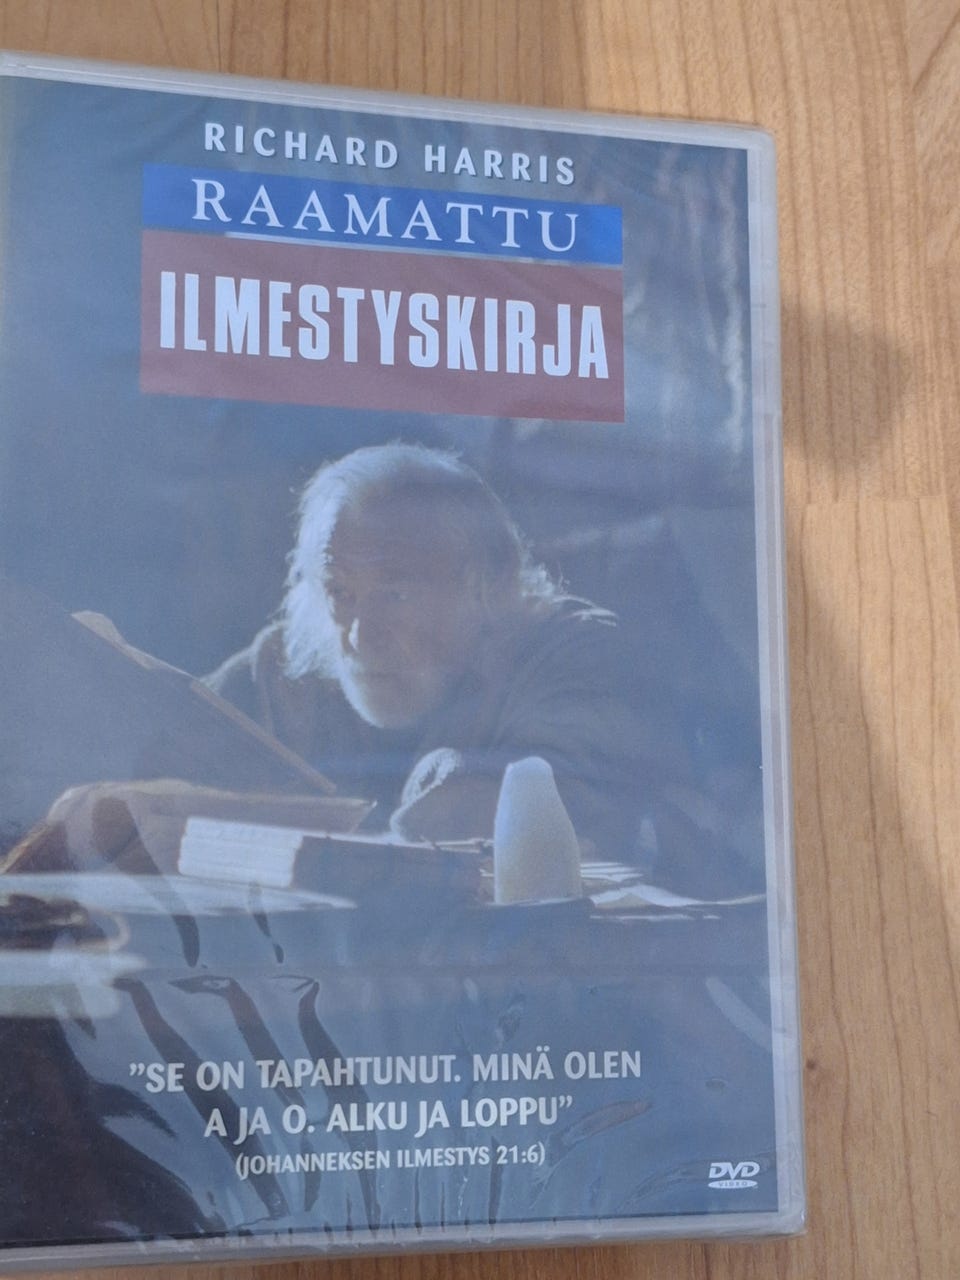 RICHARD HARRIS
RAAMATTU
ILMESTYSKIRJA
”SE ON TAPAHTUNUT. MINÄ OLEN
A JA O. ALKU JA LOPPU”
(JOHANNEKSEN ILMESTYS 21:6)
DVD
VIDEO